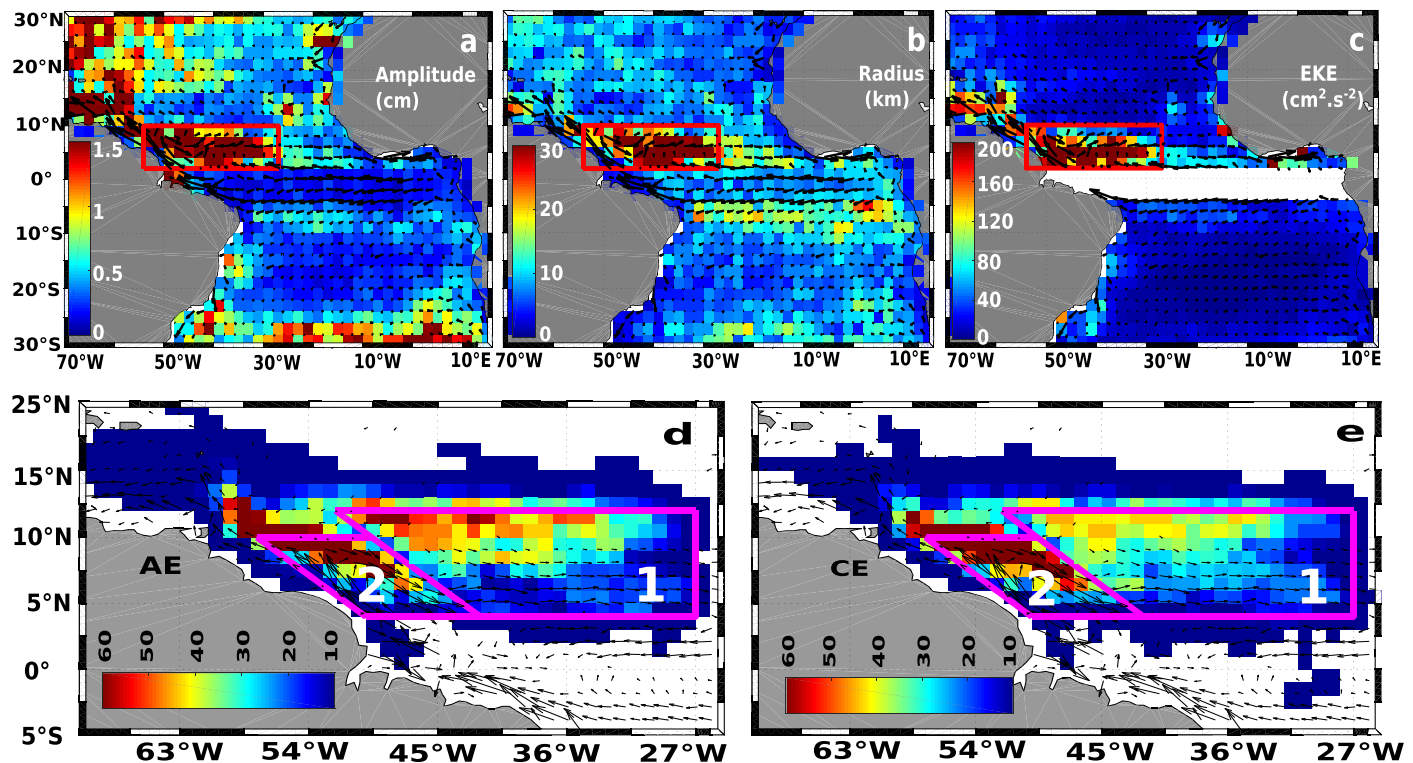 30°N
20°N
10°N
0°
10°S
20°S
30°S
a
Amplitude
(cm)
1.5
1
0.5
0
70°W 50°W 30°W 10°W 10°E
b
Radius
(km)
30
20
10
0
50°W 30°W 10°W 10°E
c
EKE
(cm².s⁻²)
200
160
120
80
40
0
70°W 50°W 30°W 10°W 10°E
25°N
15°N
10°N
5°N
0°
5°S
d
AE
2
1
60 50 40 30 20 10
63°W 54°W 45°W 36°W 27°W
e
CE
2
1
60 50 40 30 20 10
63°W 54°W 45°W 36°W 27°W